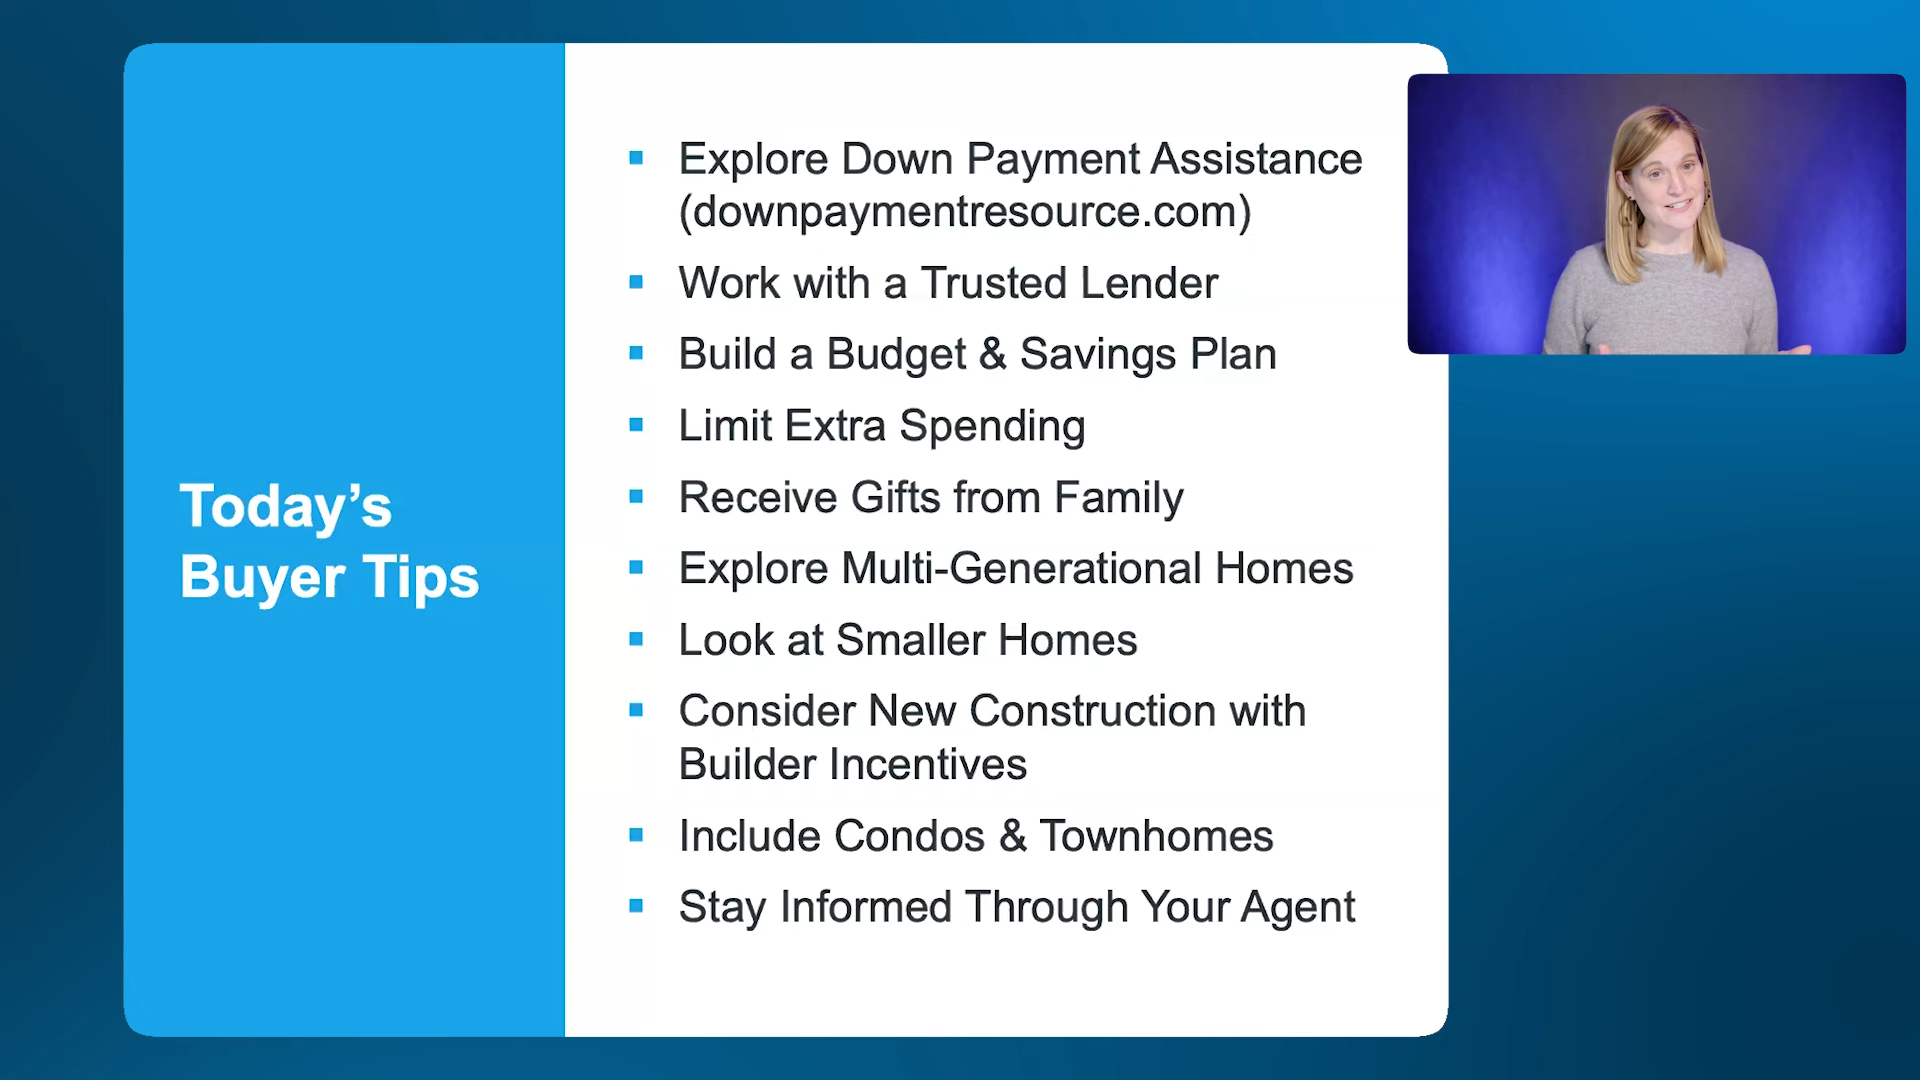 Today’s
Buyer Tips
Explore Down Payment Assistance
(downpaymentresource.com)
Work with a Trusted Lender
Build a Budget & Savings Plan
Limit Extra Spending
Receive Gifts from Family
Explore Multi-Generational Homes
Look at Smaller Homes
Consider New Construction with
Builder Incentives
Include Condos & Townhomes
Stay Informed Through Your Agent